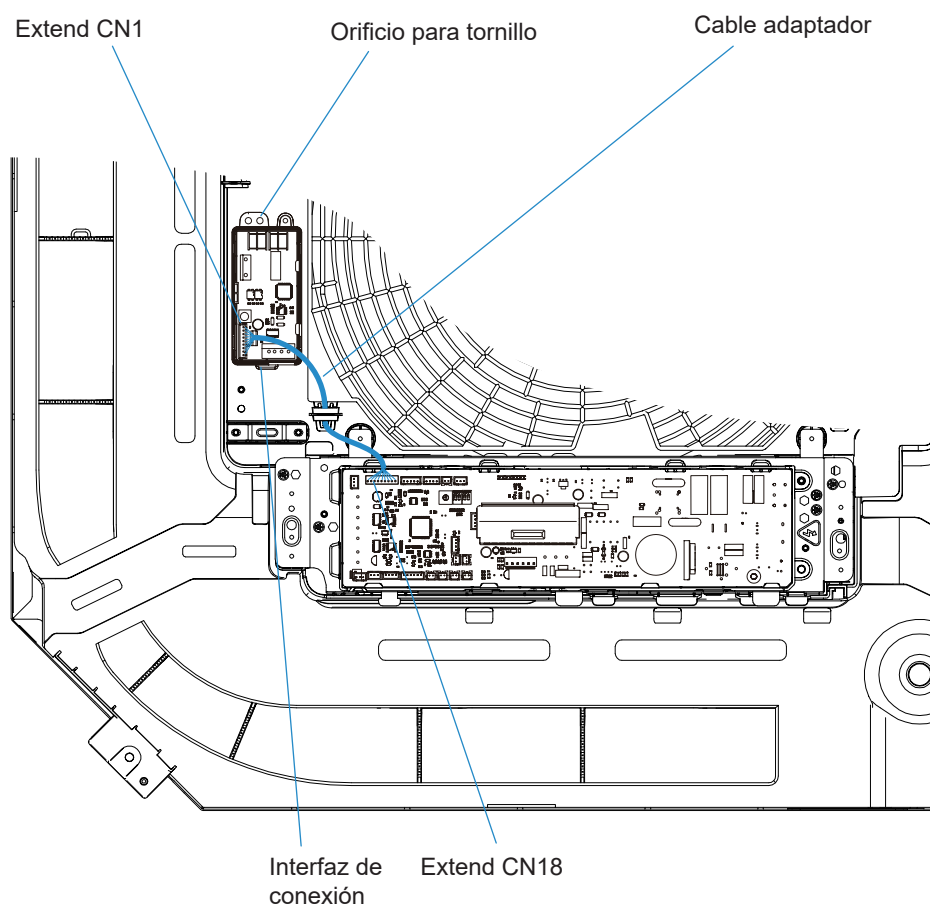 Extend CN1
Orificio para tornillo
Cable adaptador
Interfaz de
conexión
Extend CN18